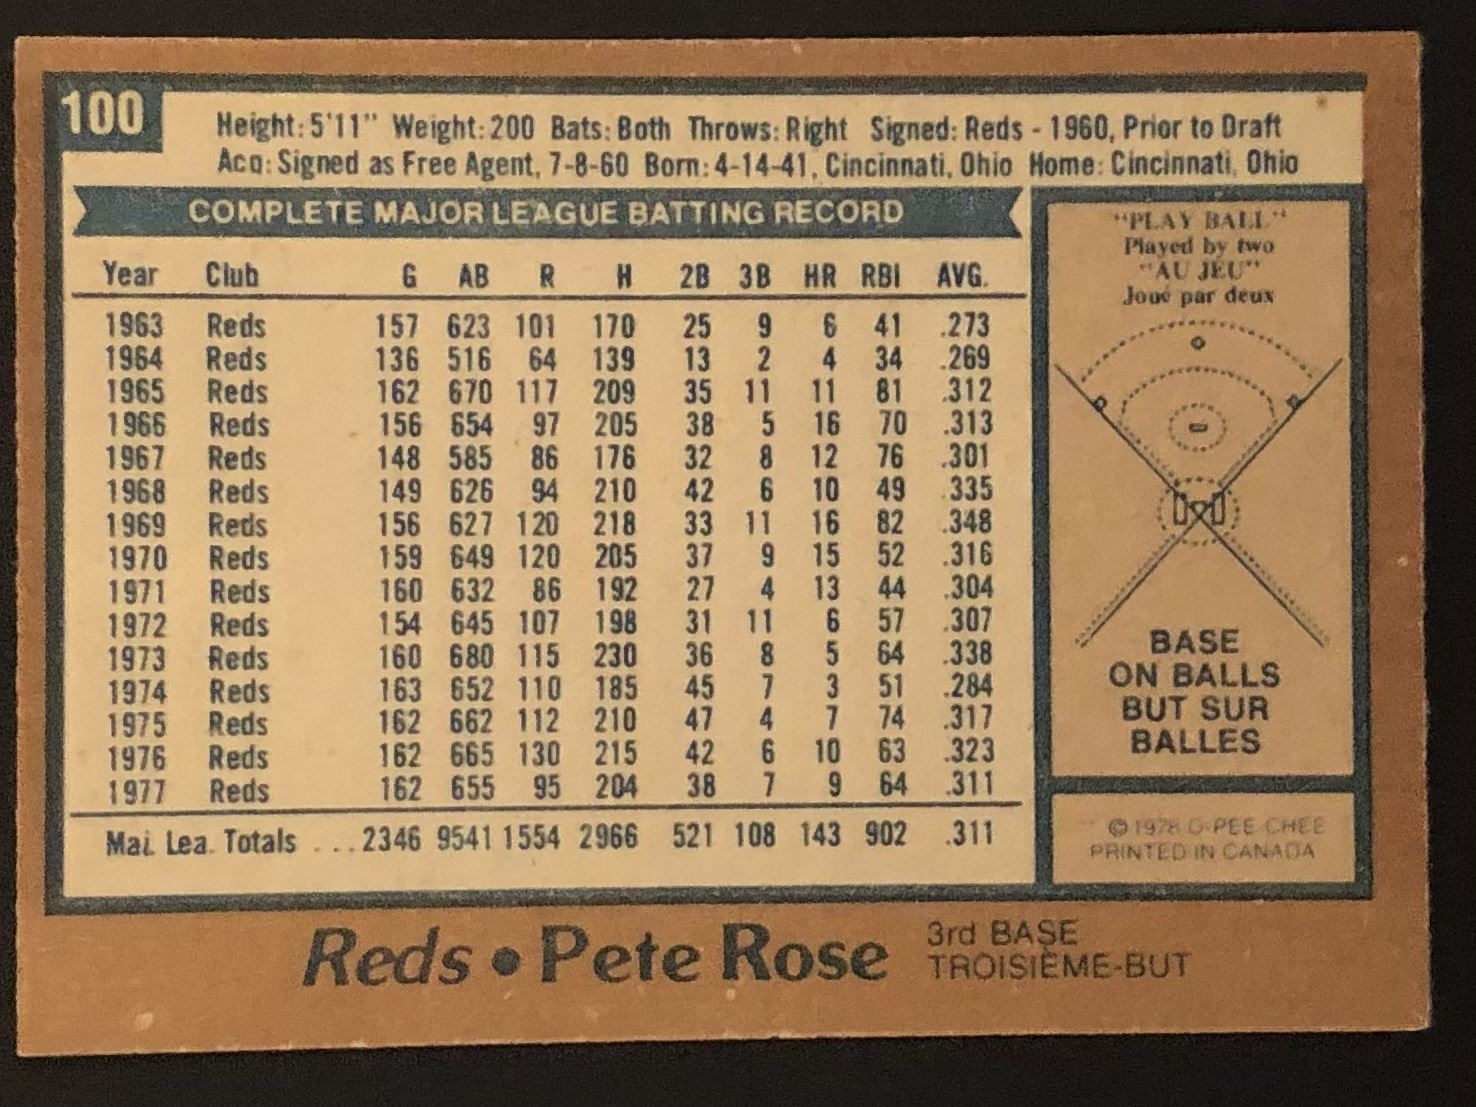 100
Height: 5'11" Weight: 200 Bats: Both Throws: Right Signed: Reds - 1960, Prior to Draft
Acq: Signed as Free Agent, 7-8-60 Born: 4-14-41, Cincinnati, Ohio Home: Cincinnati, Ohio
COMPLETE MAJOR LEAGUE BATTING RECORD
Year Club G AB R H 2B 3B HR RBI AVG.
1963 Reds 157 623 101 170 25 9 6 41 .273
1964 Reds 136 516 64 139 13 2 4 34 .269
1965 Reds 162 670 117 209 35 11 11 81 .312
1966 Reds 156 654 97 205 38 5 16 70 .313
1967 Reds 148 585 86 176 32 8 12 76 .301
1968 Reds 149 626 94 210 42 6 10 49 .335
1969 Reds 156 627 120 218 33 11 16 82 .348
1970 Reds 159 649 120 205 37 9 15 52 .316
1971 Reds 160 632 86 192 27 4 13 44 .304
1972 Reds 154 645 107 198 31 11 6 57 .307
1973 Reds 160 680 115 230 36 8 5 64 .338
1974 Reds 163 652 110 185 45 7 3 51 .284
1975 Reds 162 662 112 210 47 4 7 74 .317
1976 Reds 162 665 130 215 42 6 10 63 .323
1977 Reds 162 655 95 204 38 7 9 64 .311
Maj. Lea. Totals ... 2346 9541 1554 2966 521 108 143 902 .311
"PLAY BALL"
Played by two
"AU JEU"
Joué par deux
BASE
ON BALLS
BUT SUR
BALLES
© 1978 O-PEE-CHEE
PRINTED IN CANADA
Reds • Pete Rose
3rd BASE
TROISIÈME-BUT